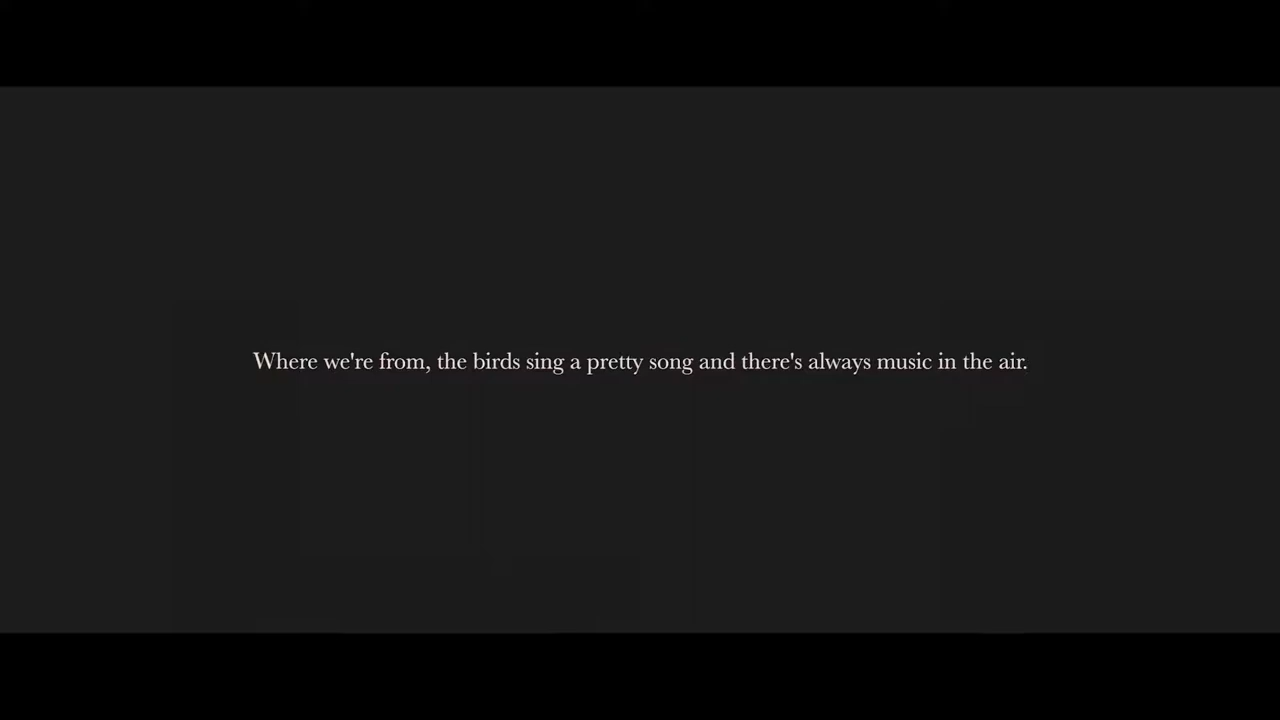 Where we're from, the birds sing a pretty song and there's always music in the air.